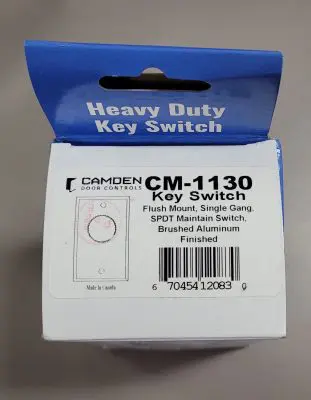 Heavy Duty
Key Switch
CAMDEN
DOOR CONTROLS
CM-1130
Key Switch
Flush Mount, Single Gang,
SPDT Maintain Switch,
Brushed Aluminum
Finished
Made in Canada
6 70454 12083 0